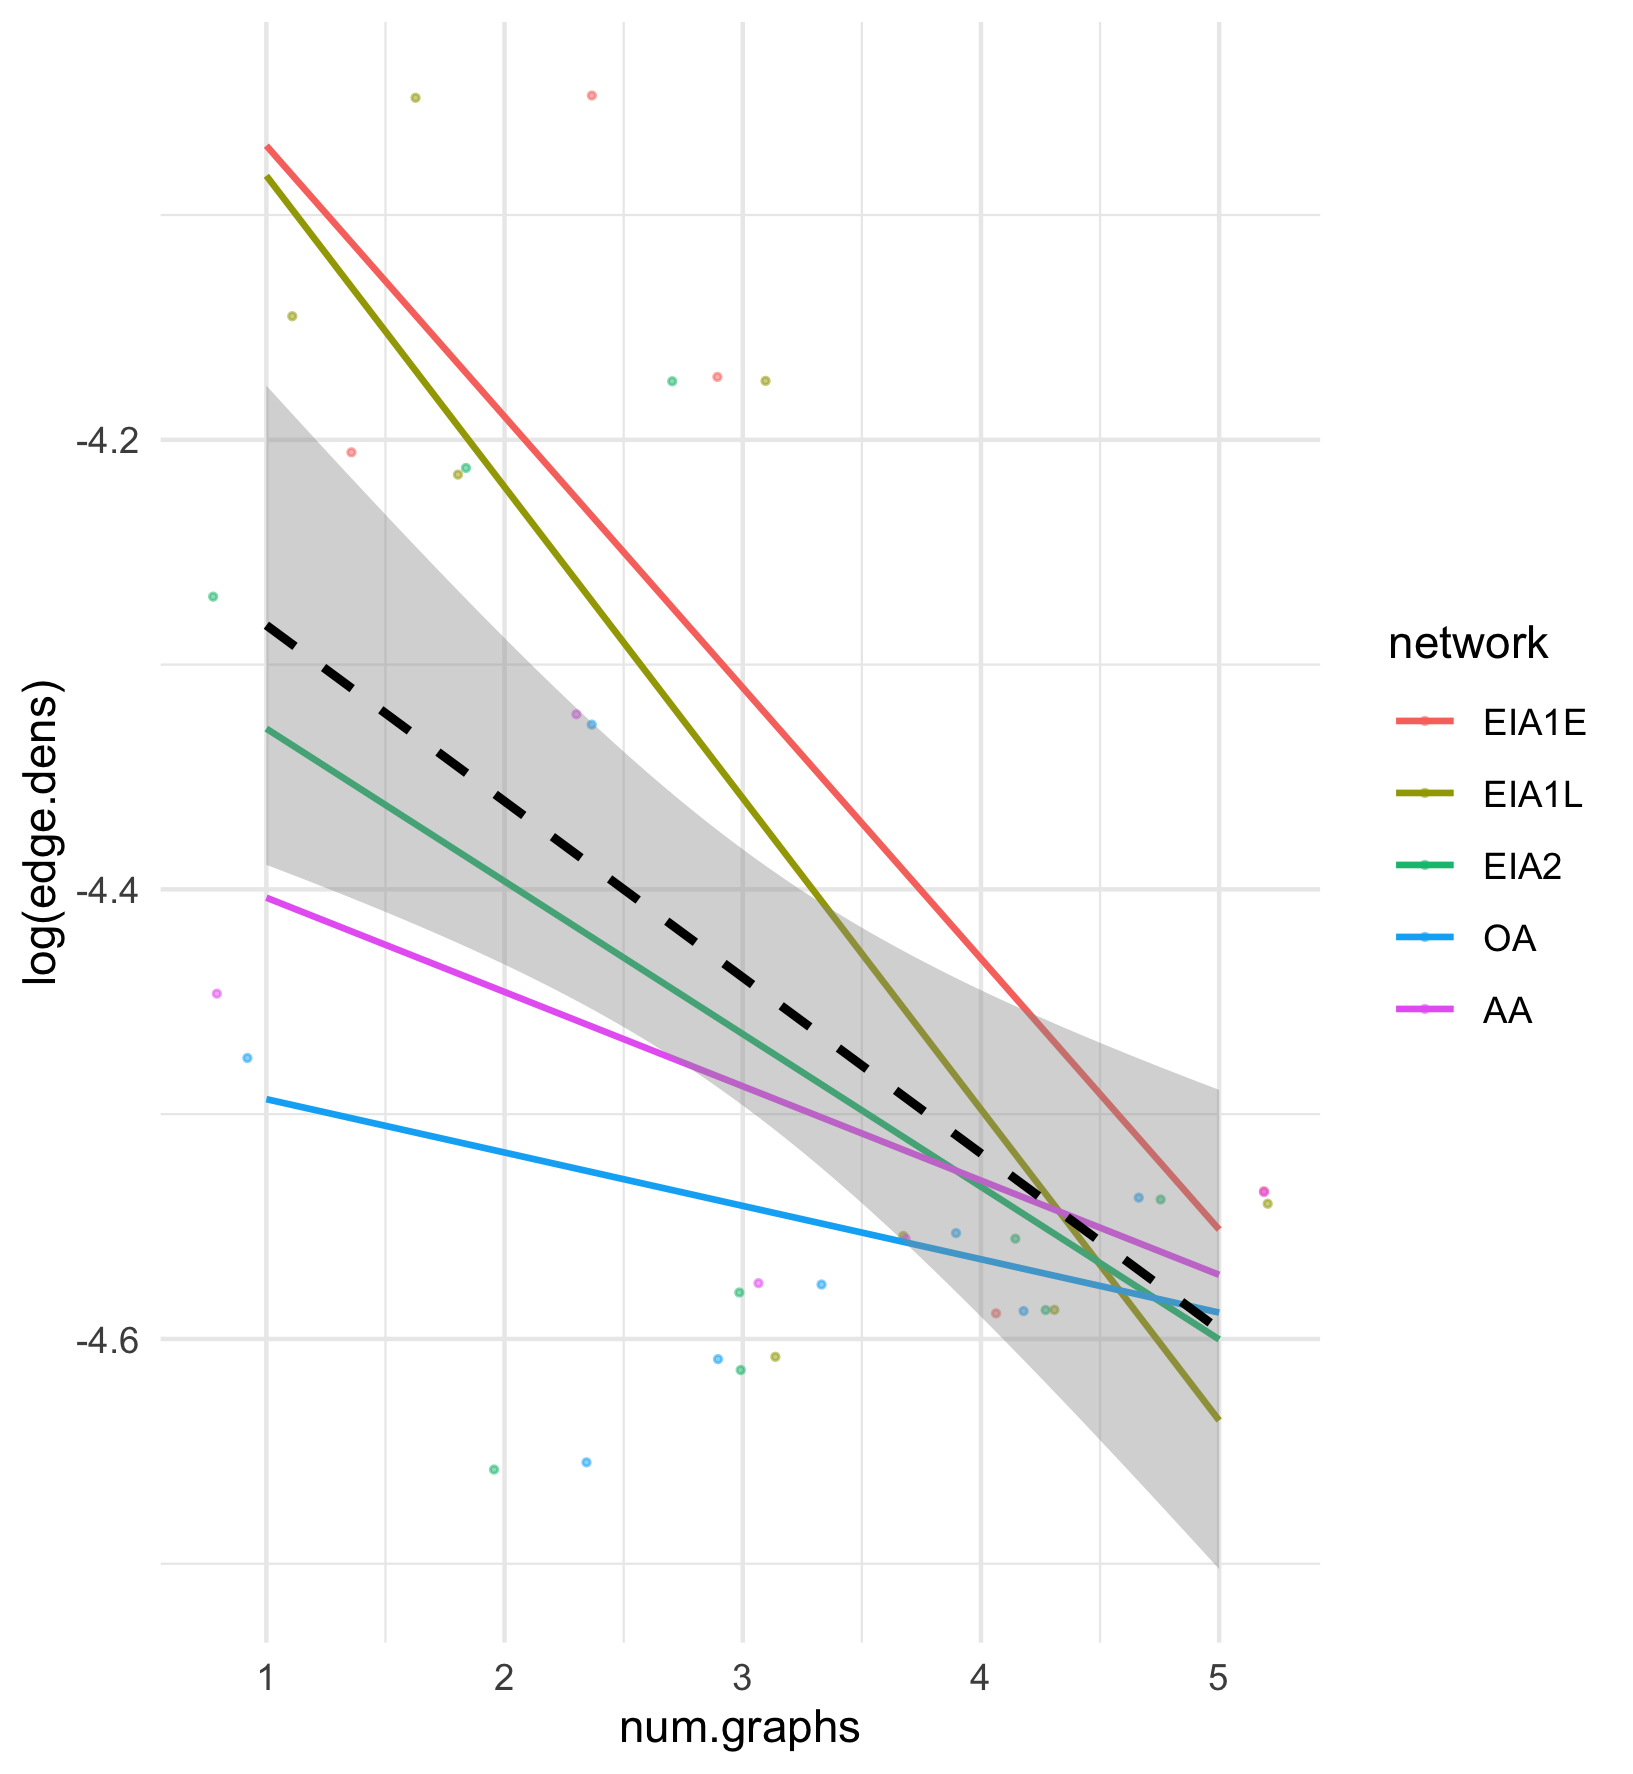 log(edge.dens)
-4.2
-4.4
-4.6
1 2 3 4 5
num.graphs
network
EIA1E
EIA1L
EIA2
OA
AA